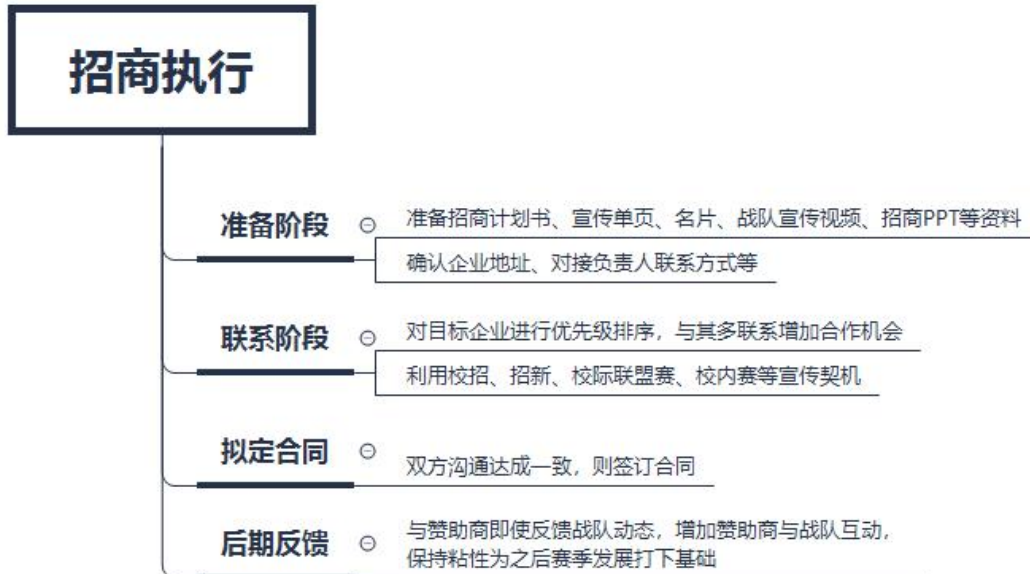 招商执行
准备阶段
准备招商计划书、宣传单页、名片、战队宣传视频、招商PPT等资料
确认企业地址、对接负责人联系方式等
联系阶段
对目标企业进行优先级排序，与其多联系增加合作机会
利用校招、招新、校际联盟赛、校内赛等宣传契机
拟定合同
双方沟通达成一致，则签订合同
后期反馈
与赞助商即使反馈战队动态，增加赞助商与战队互动，
保持粘性为之后赛季发展打下基础